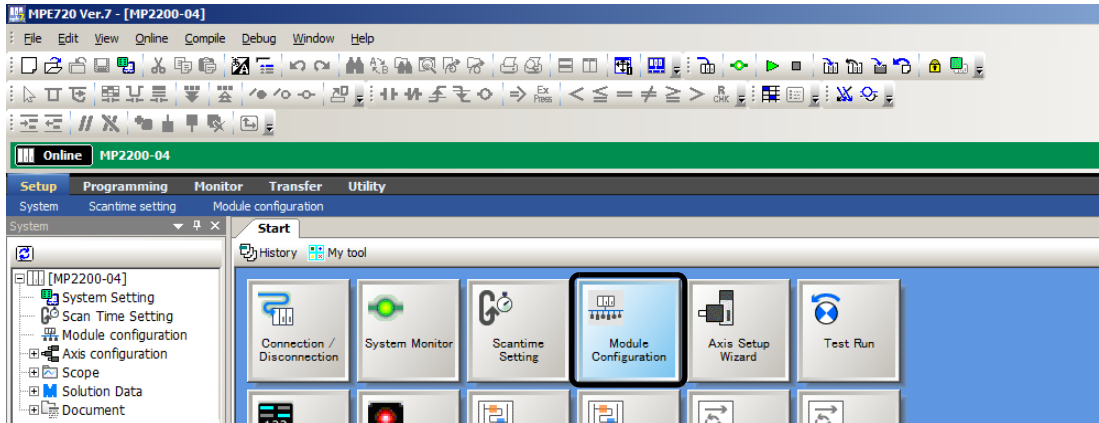 MPE720 Ver.7 - [MP2200-04]
File Edit View Online Compile Debug Window Help
Ex Press R CHK
Online MP2200-04
Setup Programming Monitor Transfer Utility
System Scantime setting Module configuration
System
Start
History My tool
[MP2200-04]
System Setting
Scan Time Setting
Module configuration
Axis configuration
Scope
Solution Data
Document
Connection / Disconnection
System Monitor
Scantime Setting
Module Configuration
Axis Setup Wizard
Test Run